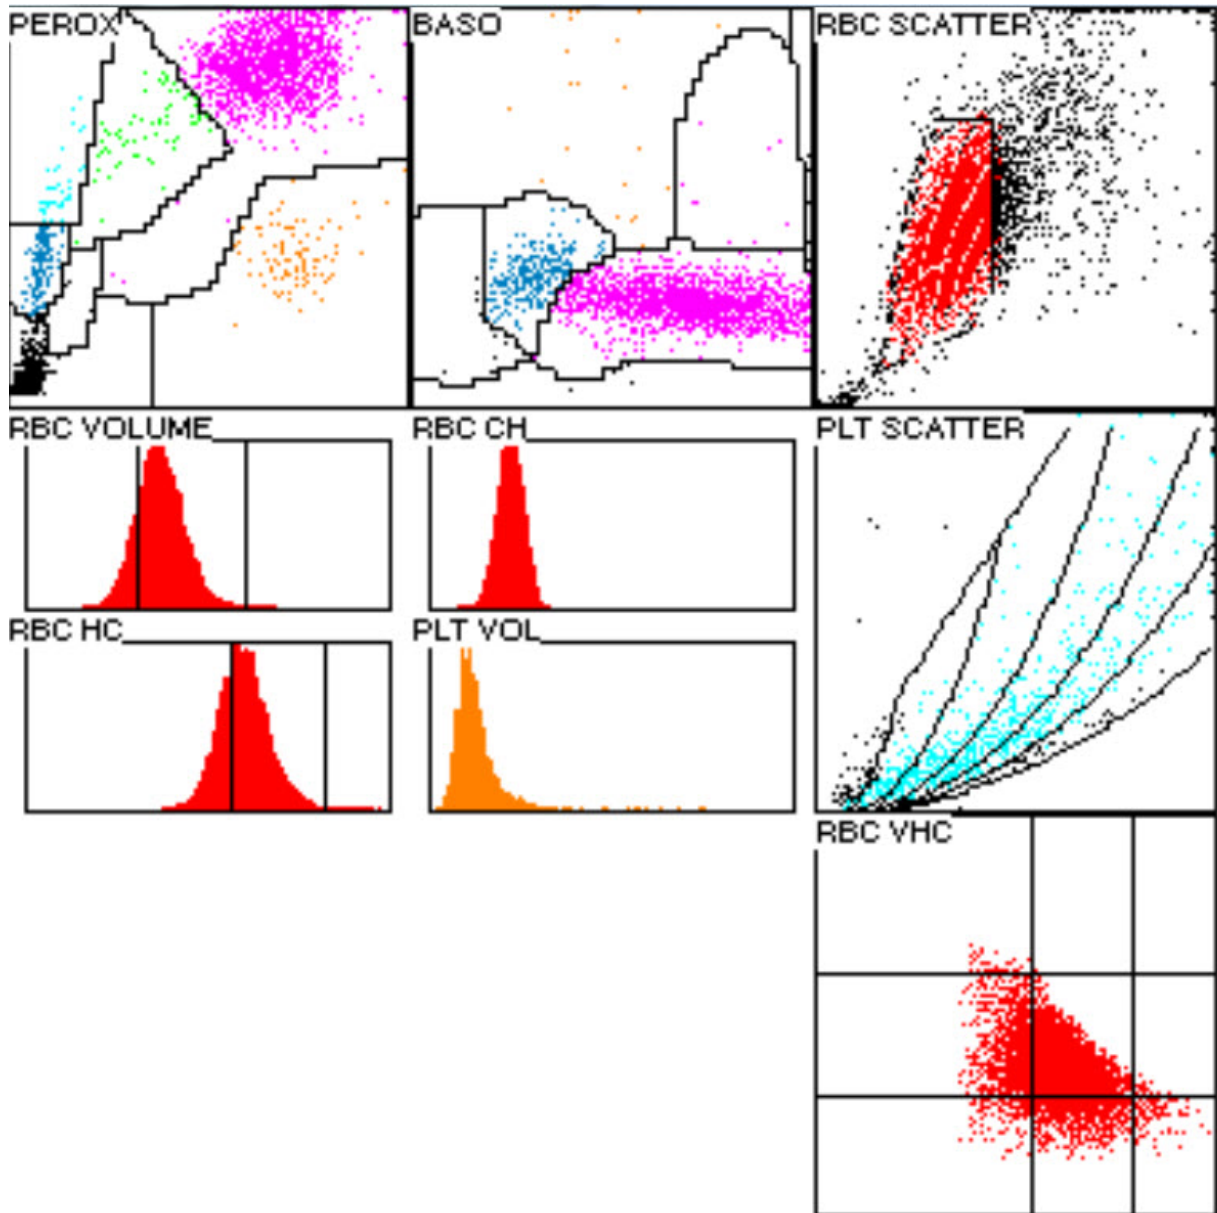 PEROX
BASO
RBC SCATTER
RBC VOLUME
RBC CH
PLT SCATTER
RBC HC
PLT VOL
RBC VHC